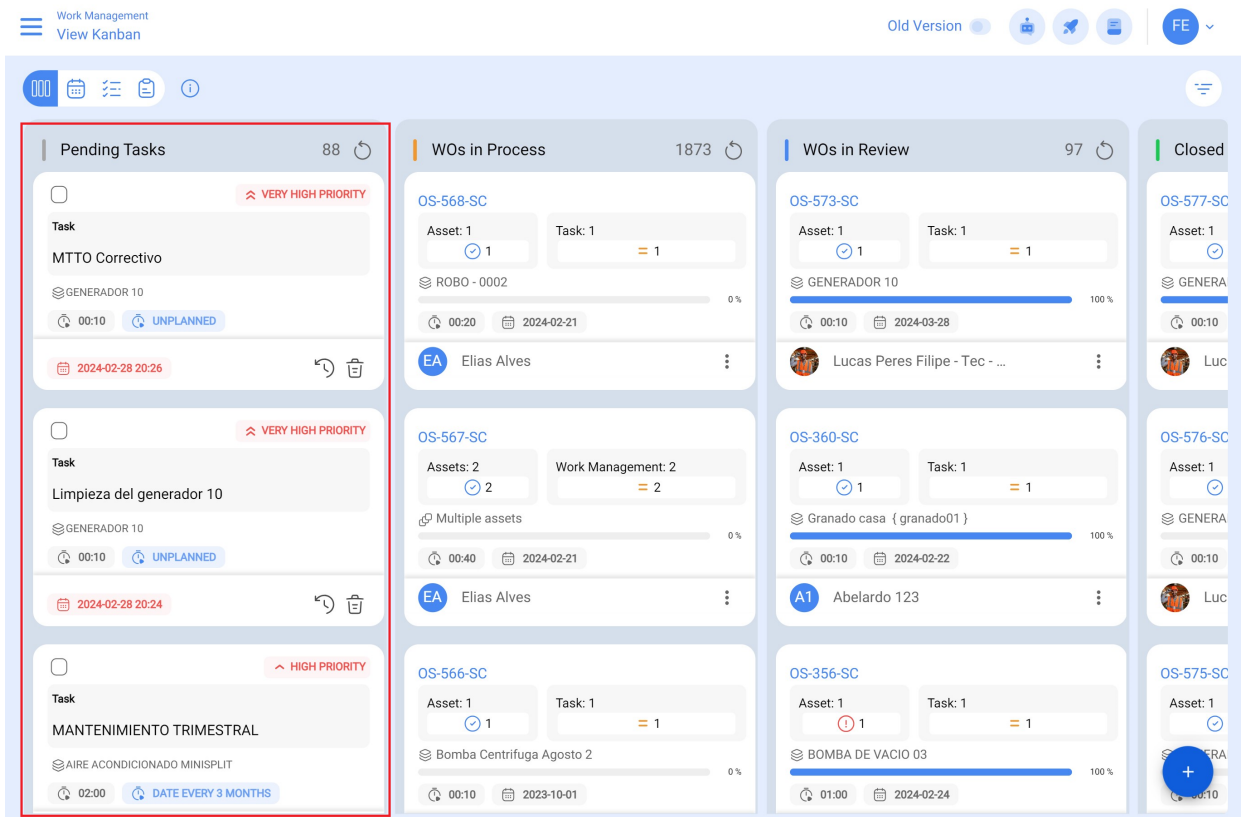 Work Management
View Kanban
Old Version
FE
Pending Tasks 88
VERY HIGH PRIORITY
Task
MTTO Correctivo
GENERADOR 10
00:10 UNPLANNED
2024-02-28 20:26
VERY HIGH PRIORITY
Task
Limpieza del generador 10
GENERADOR 10
00:10 UNPLANNED
2024-02-28 20:24
HIGH PRIORITY
Task
MANTENIMIENTO TRIMESTRAL
AIRE ACONDICIONADO MINISPLIT
02:00 DATE EVERY 3 MONTHS
WOs in Process 1873
OS-568-SC
Asset: 1 Task: 1
1 = 1
ROBO - 0002
0 %
00:20 2024-02-21
EA Elias Alves
OS-567-SC
Assets: 2 Work Management: 2
2 = 2
Multiple assets
0 %
00:40 2024-02-21
EA Elias Alves
OS-566-SC
Asset: 1 Task: 1
1 = 1
Bomba Centrifuga Agosto 2
0 %
00:10 2023-10-01
WOs in Review 97
OS-573-SC
Asset: 1 Task: 1
1 = 1
GENERADOR 10
100 %
00:10 2024-03-28
Lucas Peres Filipe - Tec - ...
OS-360-SC
Asset: 1 Task: 1
1 = 1
Granado casa { granado01 }
100 %
00:10 2024-02-22
A1 Abelardo 123
OS-356-SC
Asset: 1 Task: 1
1 = 1
BOMBA DE VACIO 03
100 %
01:00 2024-02-24
Closed
OS-577-SC
Asset: 1
GENERA
00:10
Luc
OS-576-SC
Asset: 1
GENERA
00:10
Luc
OS-575-SC
Asset: 1
+